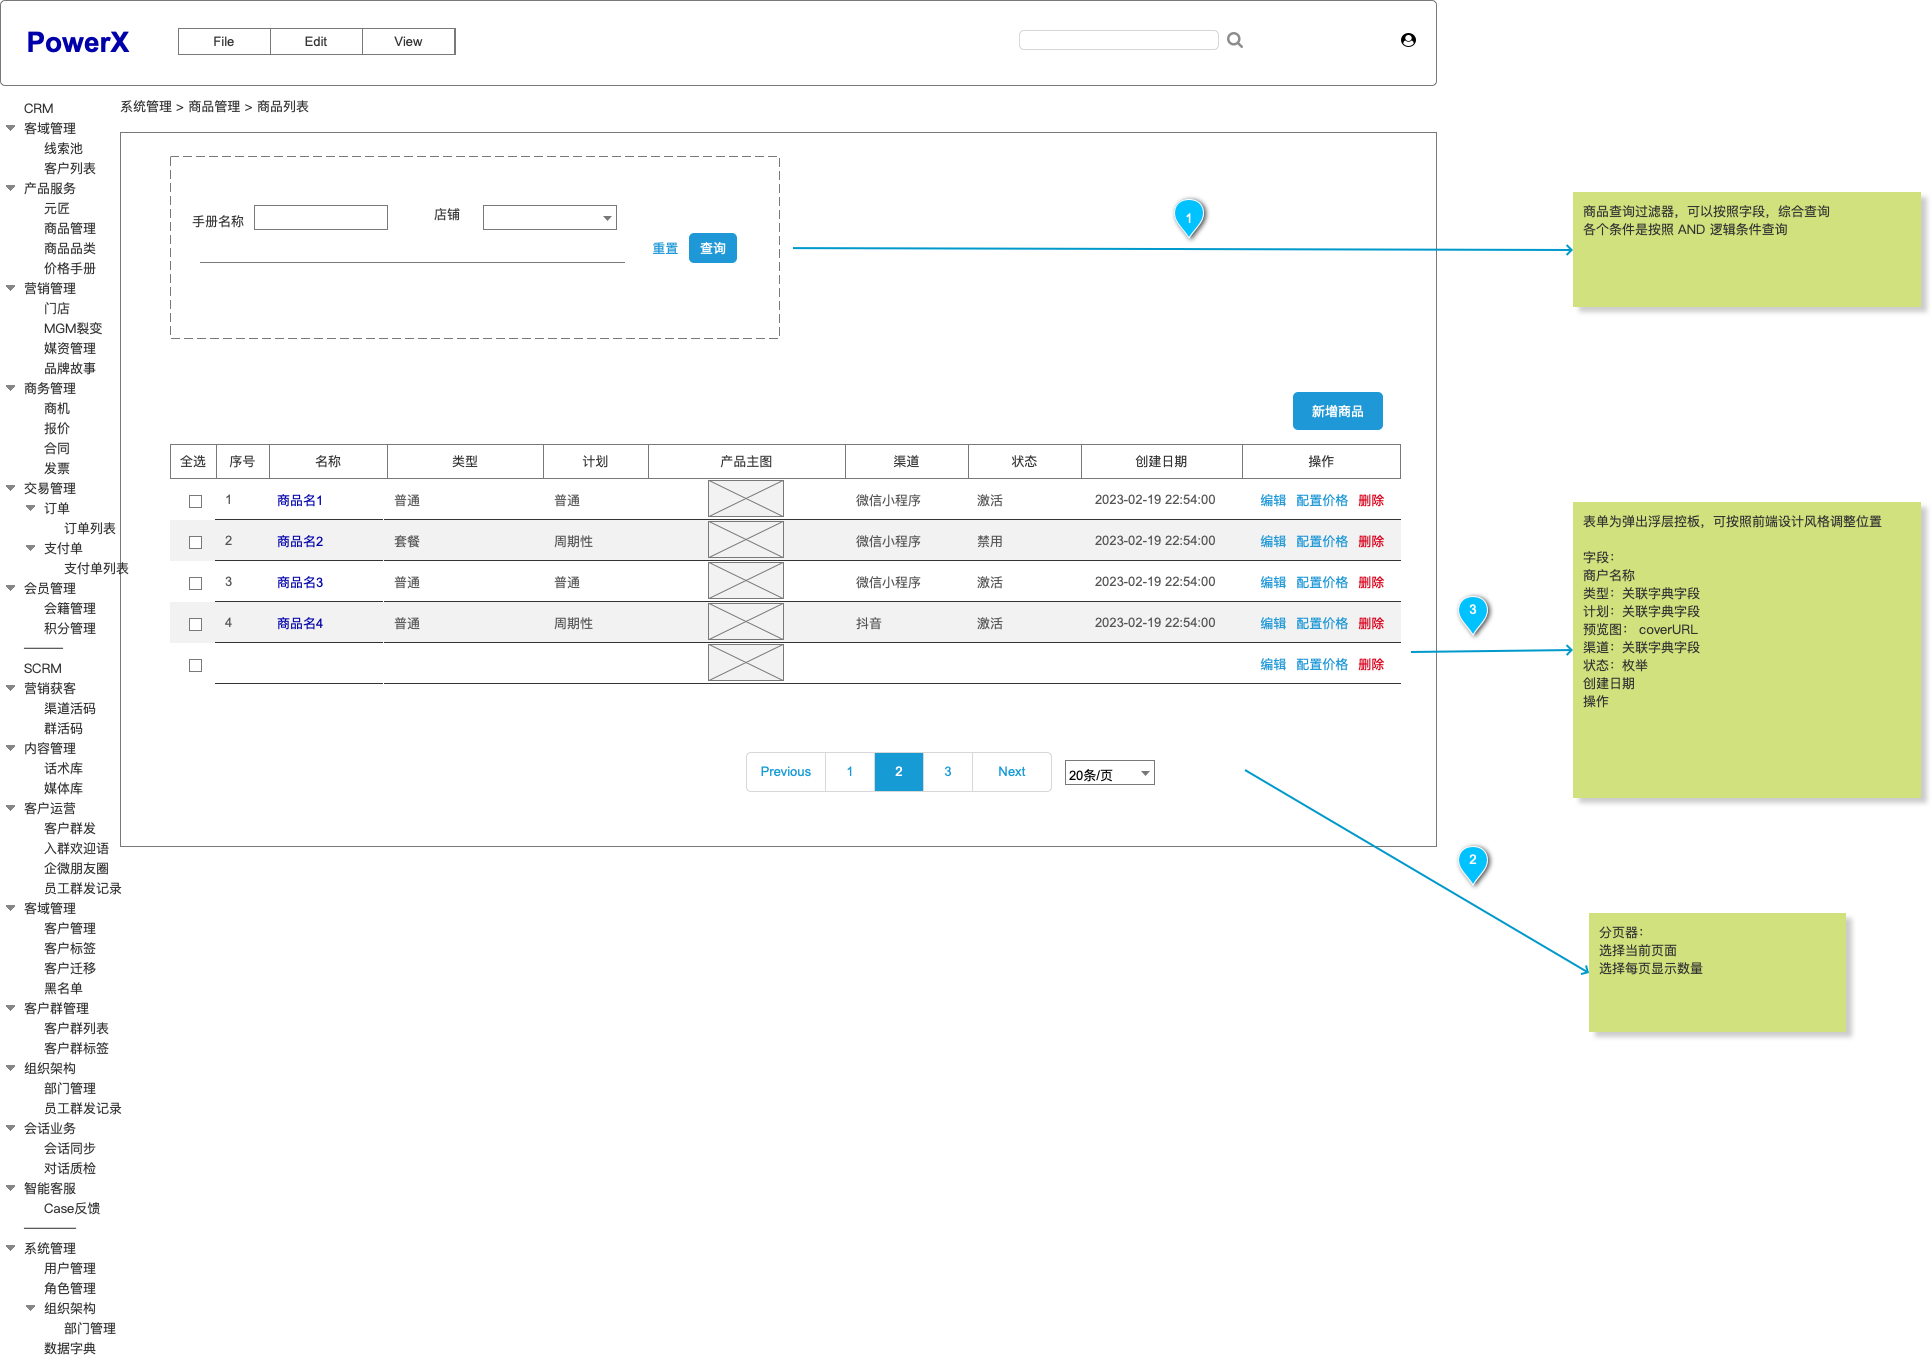 PowerX
File Edit View
系统管理 > 商品管理 > 商品列表
CRM
客域管理
线索池
客户列表
产品服务
元匠
商品管理
商品品类
价格手册
营销管理
门店
MGM裂变
媒资管理
品牌故事
商务管理
商机
报价
合同
发票
交易管理
订单
订单列表
支付单
支付单列表
会员管理
会籍管理
积分管理
SCRM
营销获客
渠道活码
群活码
内容管理
话术库
媒体库
客户运营
客户群发
入群欢迎语
企微朋友圈
员工群发记录
客域管理
客户管理
客户标签
客户迁移
黑名单
客户群管理
客户群列表
客户群标签
组织架构
部门管理
员工群发记录
会话业务
会话同步
对话质检
智能客服
Case反馈
系统管理
用户管理
角色管理
组织架构
部门管理
数据字典
手册名称 店铺
重置 查询
新增商品
全选 序号 名称 类型 计划 产品主图 渠道 状态 创建日期 操作
1 商品名1 普通 普通 微信小程序 激活 2023-02-19 22:54:00 编辑 配置价格 删除
2 商品名2 套餐 周期性 微信小程序 禁用 2023-02-19 22:54:00 编辑 配置价格 删除
3 商品名3 普通 普通 微信小程序 激活 2023-02-19 22:54:00 编辑 配置价格 删除
4 商品名4 普通 周期性 抖音 激活 2023-02-19 22:54:00 编辑 配置价格 删除
编辑 配置价格 删除
Previous 1 2 3 Next 20条/页
1
商品查询过滤器，可以按照字段，综合查询
各个条件是按照 AND 逻辑条件查询
3
表单为弹出浮层控板，可按照前端设计风格调整位置
字段：
商户名称
类型：关联字典字段
计划：关联字典字段
预览图： coverURL
渠道：关联字典字段
状态：枚举
创建日期
操作
2
分页器：
选择当前页面
选择每页显示数量